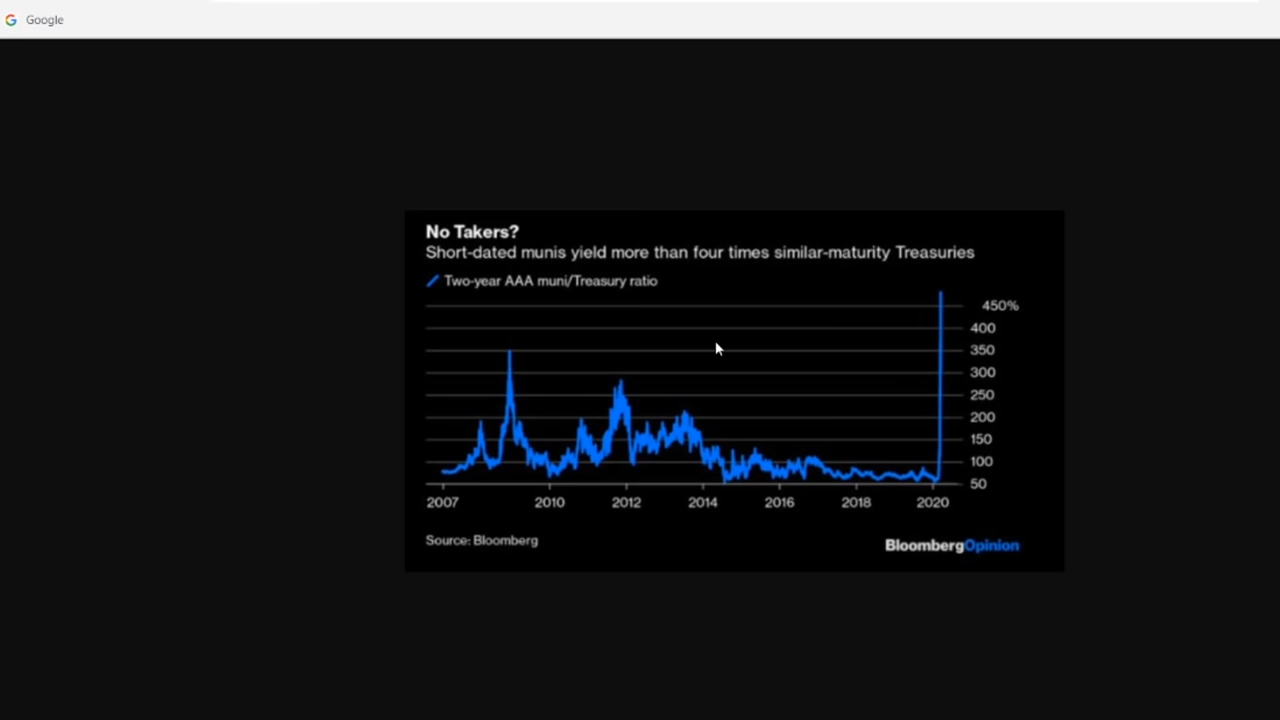 Google
No Takers?
Short-dated munis yield more than four times similar-maturity Treasuries
Two-year AAA muni/Treasury ratio
450%
400
350
300
250
200
150
100
50
2007 2010 2012 2014 2016 2018 2020
Source: Bloomberg
BloombergOpinion